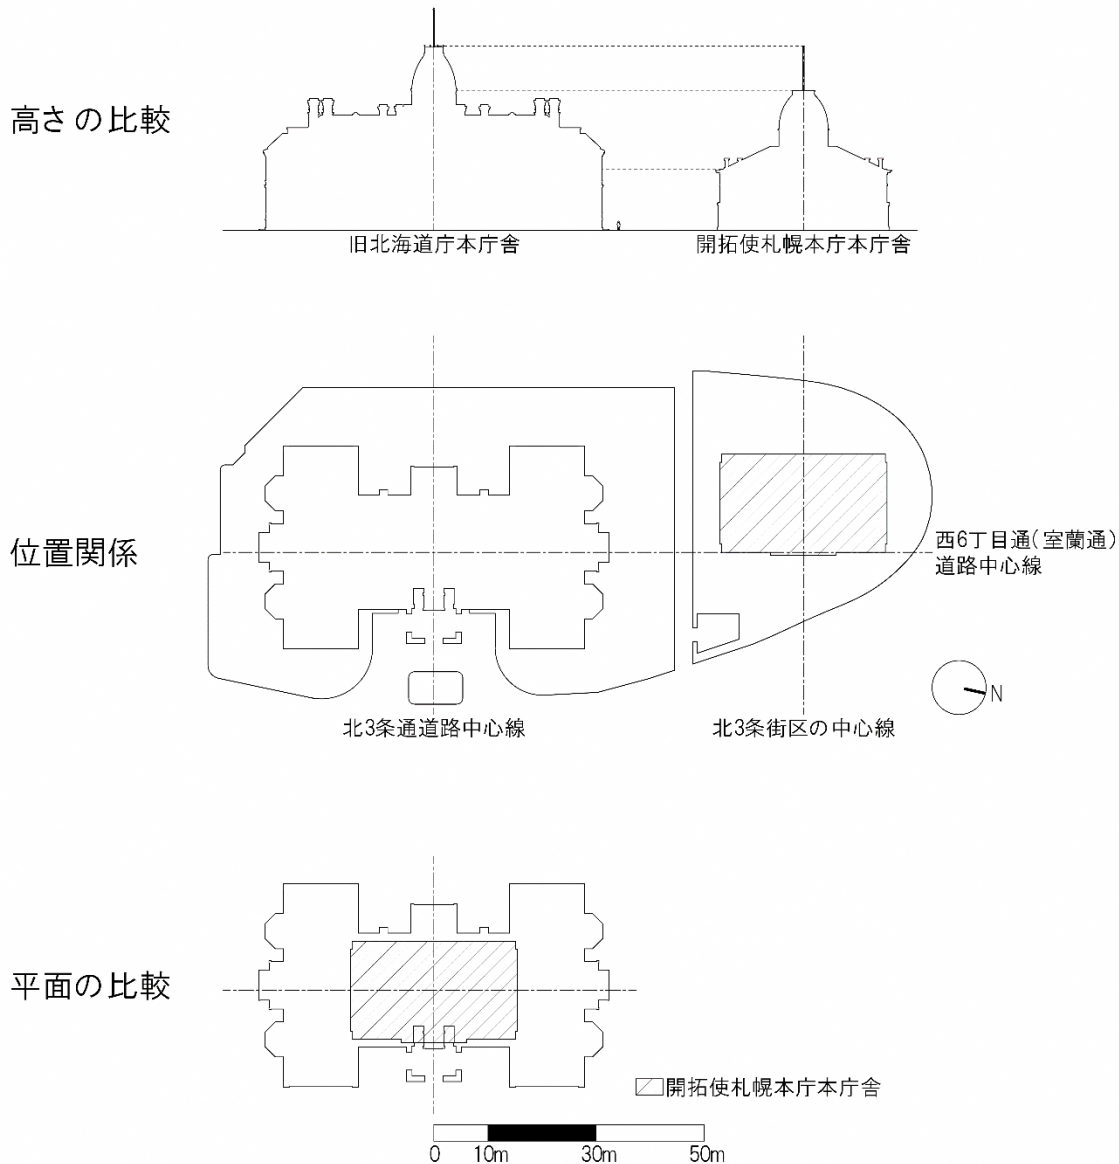 高さの比較
旧北海道庁本庁舎
開拓使札幌本庁本庁舎
位置関係
西6丁目通(室蘭通)
道路中心線
N
北3条通道路中心線
北3条街区の中心線
平面の比較
開拓使札幌本庁本庁舎
0 10m 30m 50m